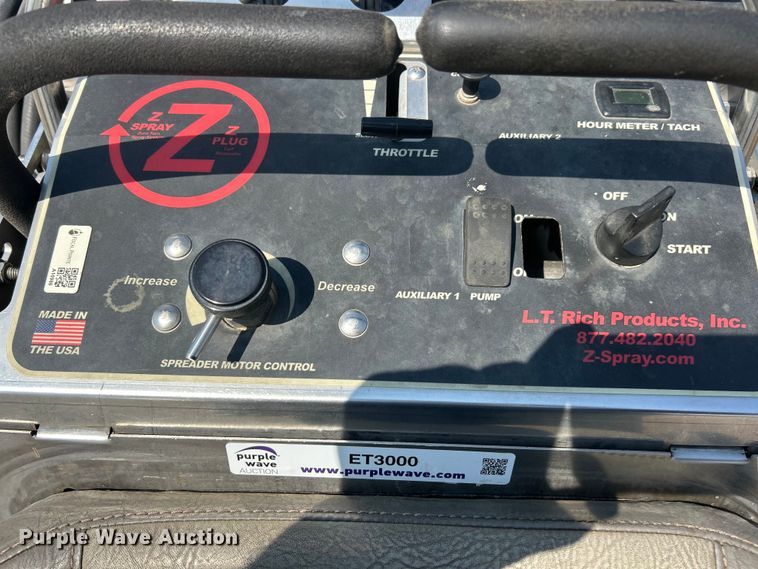 Z
SPRAY
Z
Z
PLUG
THROTTLE
AUXILIARY 2
HOUR METER / TACH
OFF
ON
START
ON
Increase
Decrease
AUXILIARY 1
PUMP
MADE IN
THE USA
SPREADER MOTOR CONTROL
L.T. Rich Products, Inc.
877.482.2040
Z-Spray.com
purple
wave
AUCTION
ET3000
www.purplewave.com
Purple Wave Auction